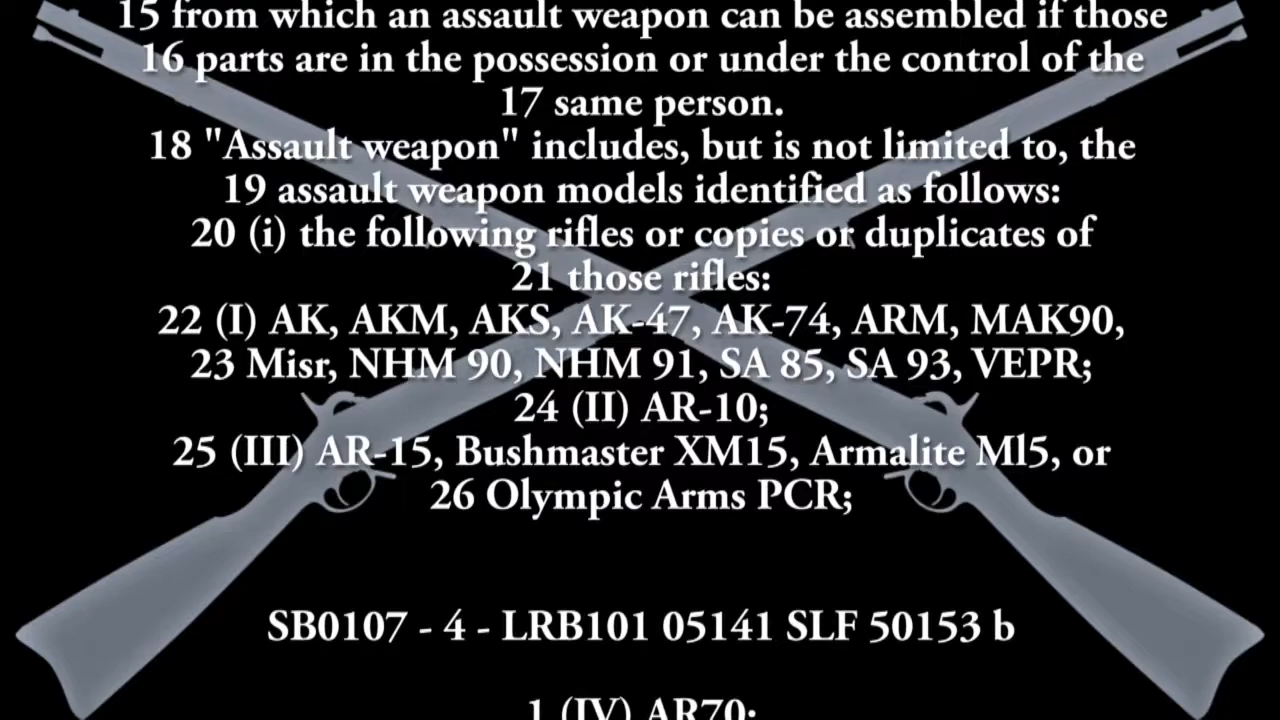 15 from which an assault weapon can be assembled if those
16 parts are in the possession or under the control of the
17 same person.
18 "Assault weapon" includes, but is not limited to, the
19 assault weapon models identified as follows:
20 (i) the following rifles or copies or duplicates of
21 those rifles:
22 (I) AK, AKM, AKS, AK-47, AK-74, ARM, MAK90,
23 Misr, NHM 90, NHM 91, SA 85, SA 93, VEPR;
24 (II) AR-10;
25 (III) AR-15, Bushmaster XM15, Armalite Ml5, or
26 Olympic Arms PCR;
SB0107 - 4 - LRB101 05141 SLF 50153 b
1 (IV) AR70;